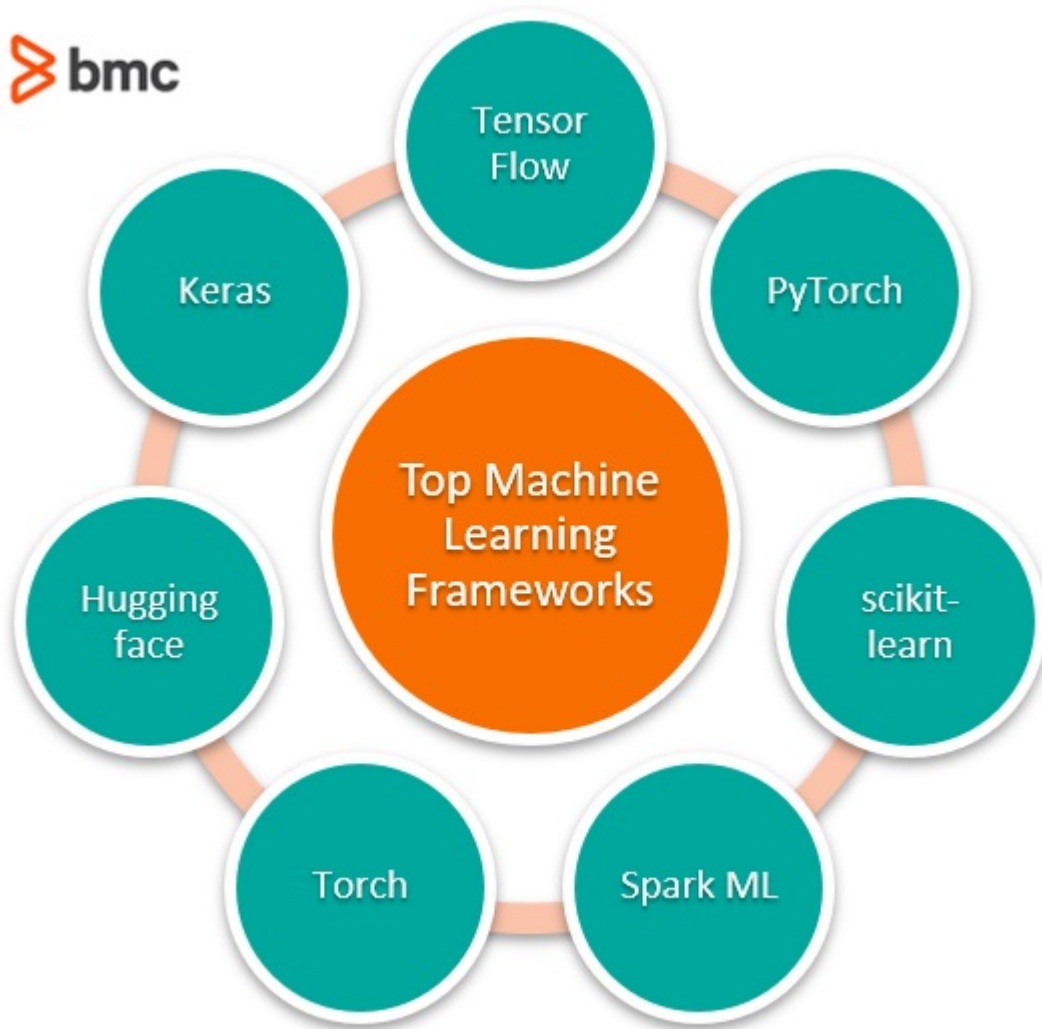 bmc
Tensor
Flow
Keras
PyTorch
Top Machine
Learning
Frameworks
Hugging
face
scikit-
learn
Torch
Spark ML